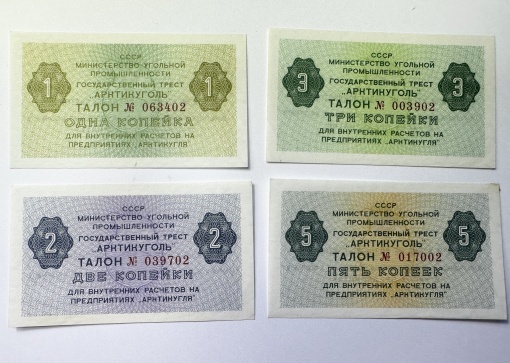 СССР
МИНИСТЕРСТВО УГОЛЬНОЙ
ПРОМЫШЛЕННОСТИ
ГОСУДАРСТВЕННЫЙ ТРЕСТ
1 „АРКТИКУГОЛЬ" 1
ТАЛОН № 063402
ОДНА КОПЕЙКА
ДЛЯ ВНУТРЕННИХ РАСЧЕТОВ НА
ПРЕДПРИЯТИЯХ „АРКТИКУГЛЯ"
СССР
МИНИСТЕРСТВО УГОЛЬНОЙ
ПРОМЫШЛЕННОСТИ
ГОСУДАРСТВЕННЫЙ ТРЕСТ
3 „АРКТИКУГОЛЬ" 3
ТАЛОН № 003902
ТРИ КОПЕЙКИ
ДЛЯ ВНУТРЕННИХ РАСЧЕТОВ НА
ПРЕДПРИЯТИЯХ „АРКТИКУГЛЯ"
СССР
МИНИСТЕРСТВО УГОЛЬНОЙ
ПРОМЫШЛЕННОСТИ
ГОСУДАРСТВЕННЫЙ ТРЕСТ
2 „АРКТИКУГОЛЬ" 2
ТАЛОН № 039702
ДВЕ КОПЕЙКИ
ДЛЯ ВНУТРЕННИХ РАСЧЕТОВ НА
ПРЕДПРИЯТИЯХ „АРКТИКУГЛЯ"
СССР
МИНИСТЕРСТВО УГОЛЬНОЙ
ПРОМЫШЛЕННОСТИ
ГОСУДАРСТВЕННЫЙ ТРЕСТ
5 „АРКТИКУГОЛЬ" 5
ТАЛОН № 017002
ПЯТЬ КОПЕЕК
ДЛЯ ВНУТРЕННИХ РАСЧЕТОВ НА
ПРЕДПРИЯТИЯХ „АРКТИКУГЛЯ"